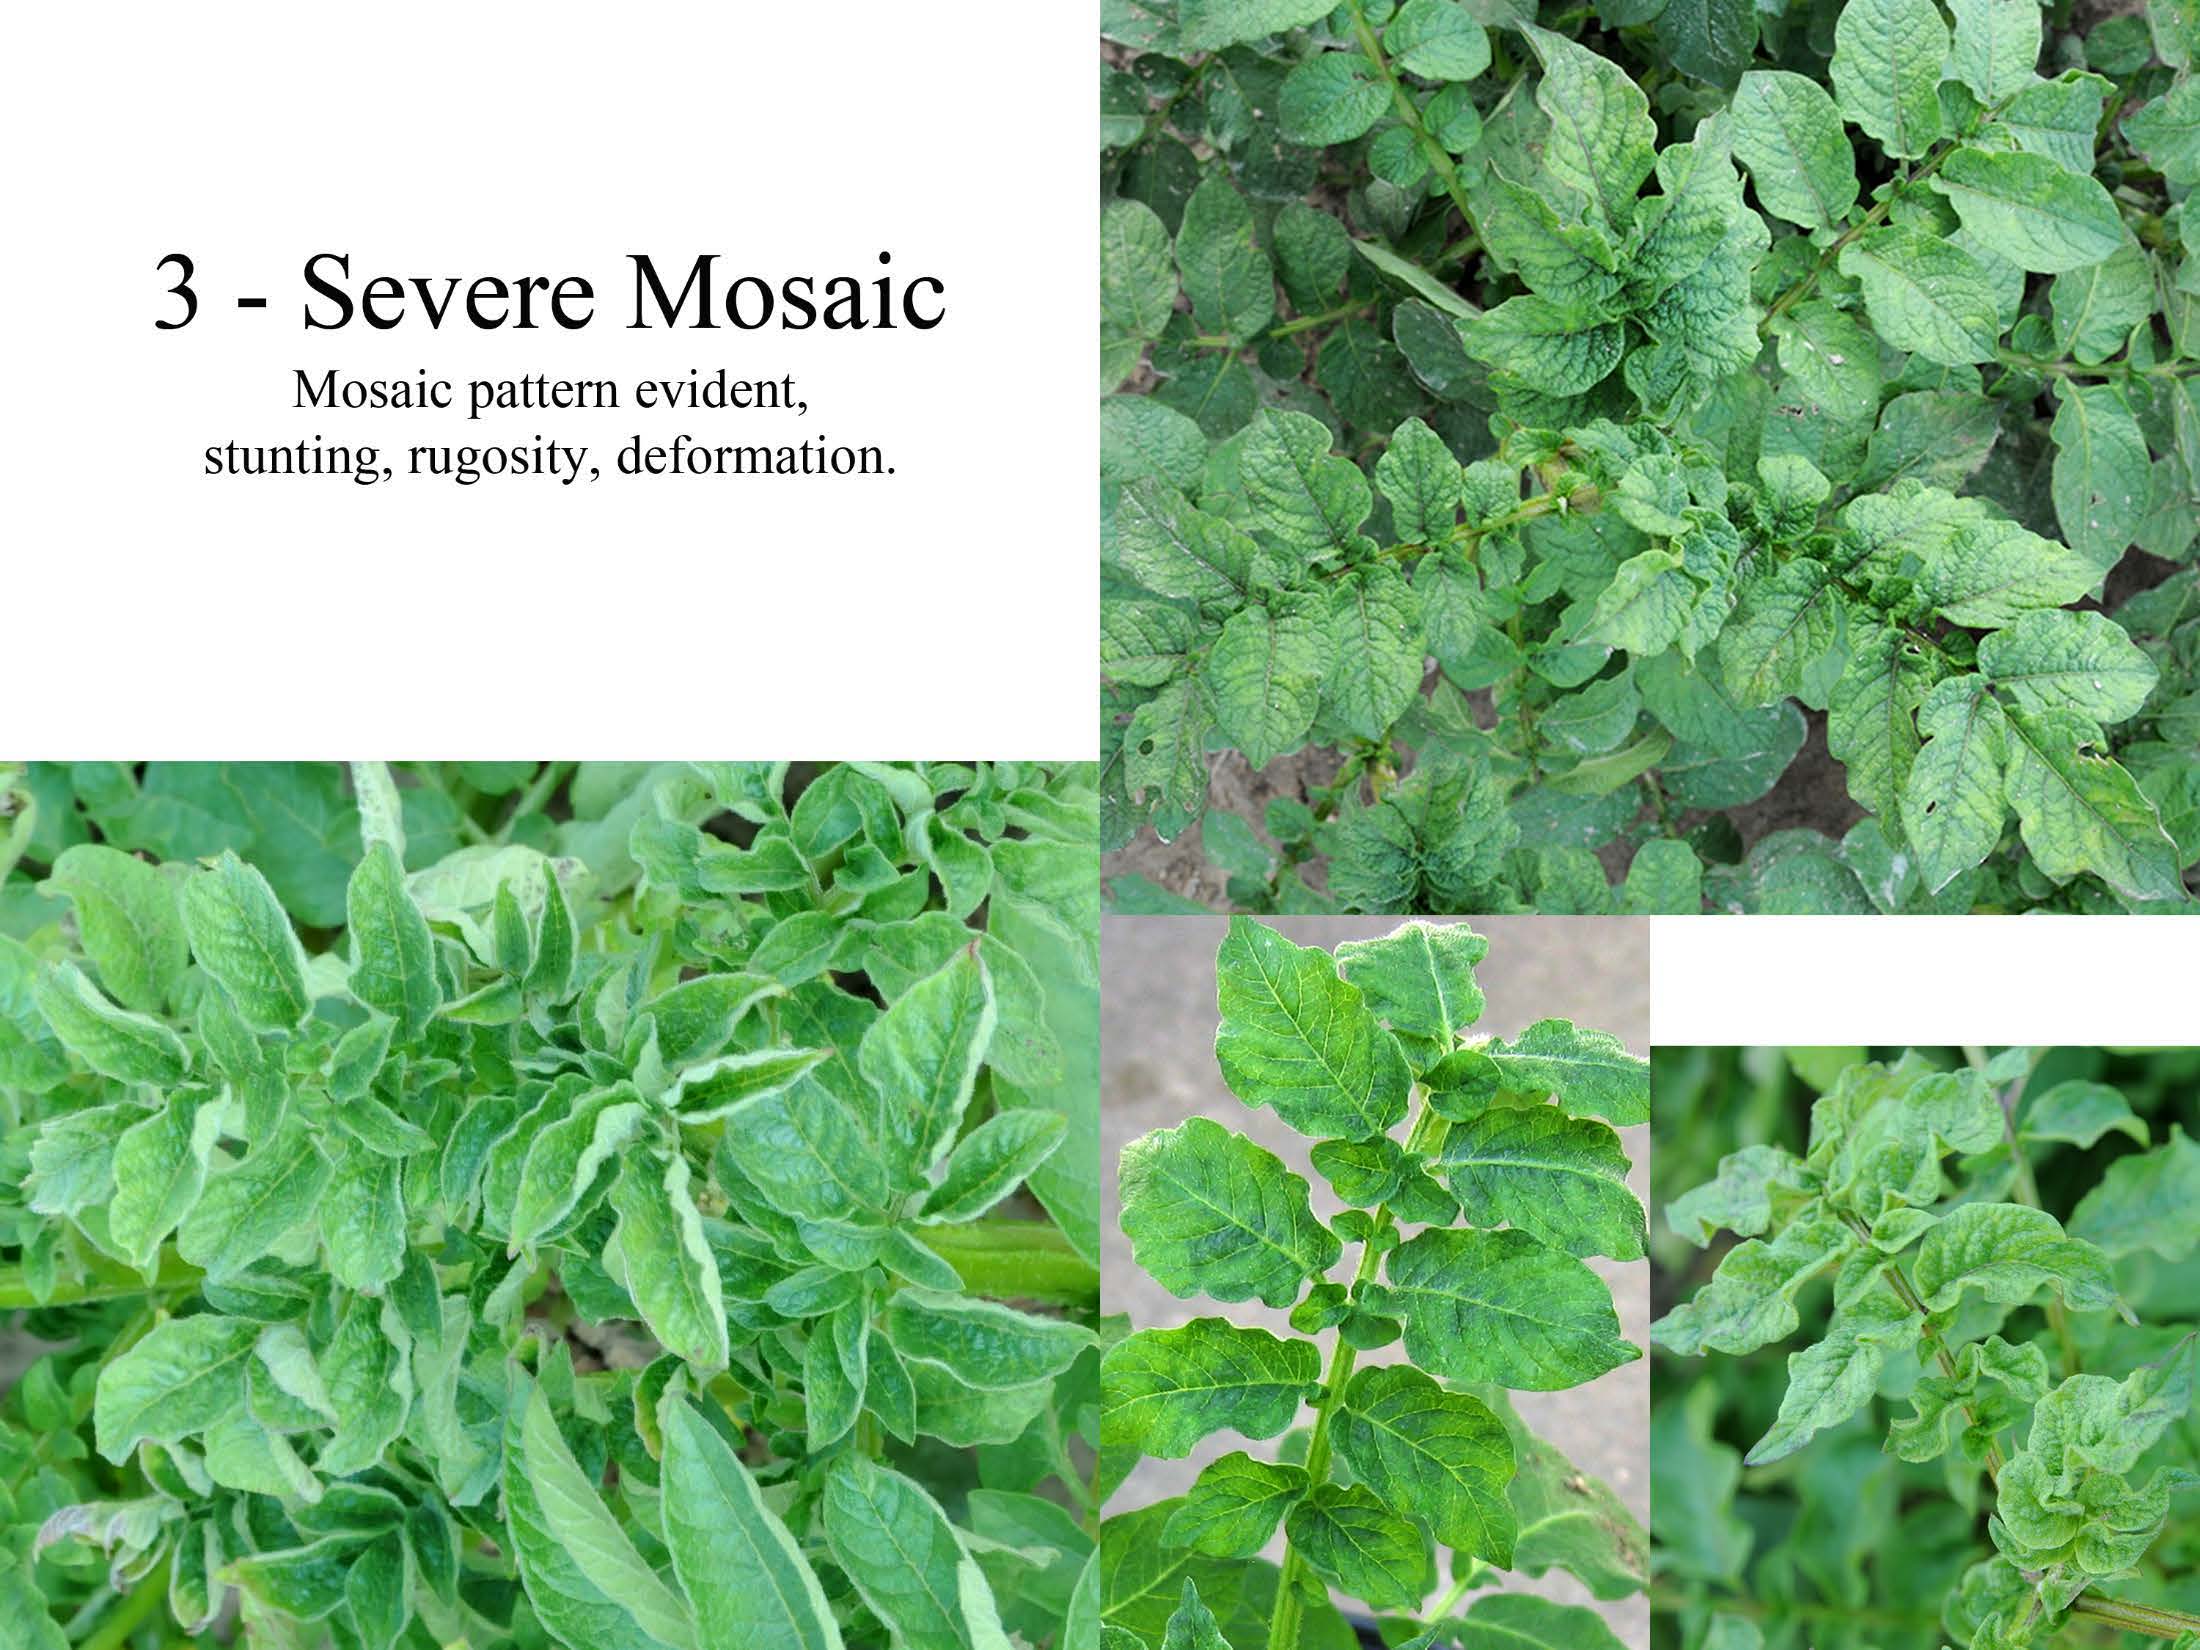 3 - Severe Mosaic
Mosaic pattern evident,
stunting, rugosity, deformation.